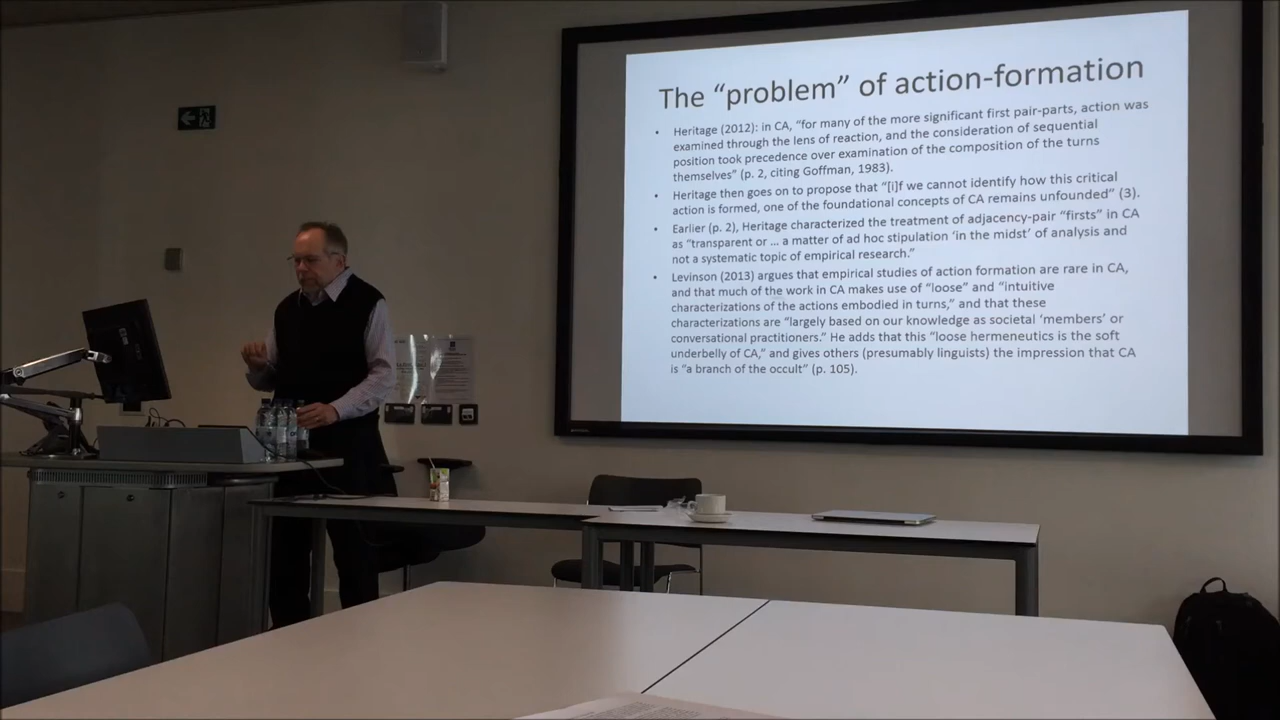 The “problem” of action-formation
• Heritage (2012): in CA, “for many of the more significant first pair-parts, action was
examined through the lens of reaction, and the consideration of sequential
position took precedence over examination of the composition of the turns
themselves” (p. 2, citing Goffman, 1983).
• Heritage then goes on to propose that “[i]f we cannot identify how this critical
action is formed, one of the foundational concepts of CA remains unfounded” (3).
• Earlier (p. 2), Heritage characterized the treatment of adjacency-pair “firsts” in CA
as “transparent or … a matter of ad hoc stipulation ‘in the midst’ of analysis and
not a systematic topic of empirical research.”
• Levinson (2013) argues that empirical studies of action formation are rare in CA,
and that much of the work in CA makes use of “loose” and “intuitive
characterizations of the actions embodied in turns,” and that these
characterizations are “largely based on our knowledge as societal ‘members’ or
conversational practitioners.” He adds that this “loose hermeneutics is the soft
underbelly of CA,” and gives others (presumably linguists) the impression that CA
is “a branch of the occult” (p. 105).